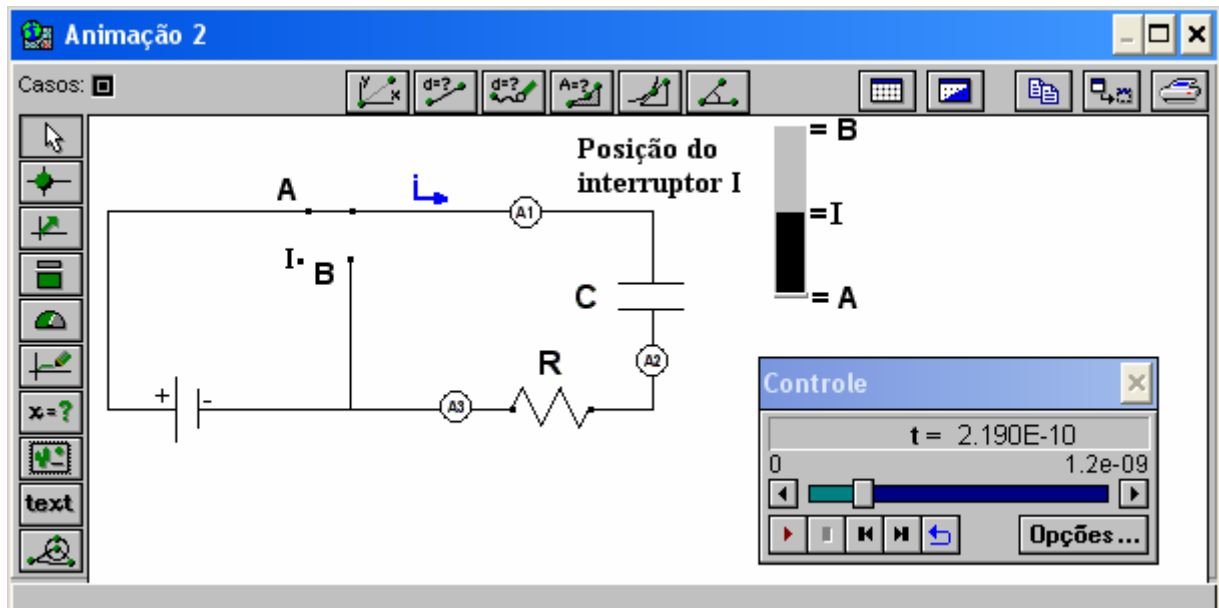 Animação 2
Casos:
y x d=? d=? A=?
Posição do
interruptor I
= B
=I
= A
A i A1
I B
C
A2
R
+ - A3
x=?
text
Controle
t = 2.190E-10
0 1.2e-09
Opções...